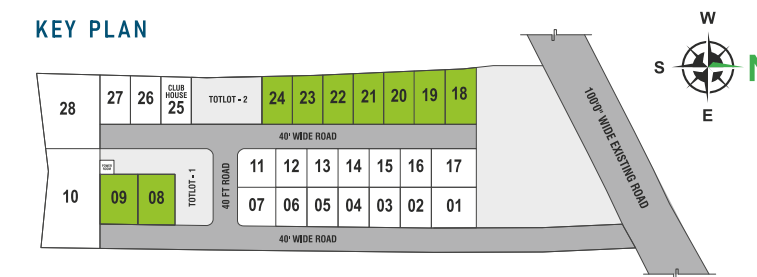 KEY PLAN
W
S
N
E
28
27
26
CLUB
HOUSE
25
TOTLOT - 2
24
23
22
21
20
19
18
100'0" WIDE EXISTING ROAD
40' WIDE ROAD
10
09
08
TOTLOT - 1
40 FT ROAD
11
12
13
14
15
16
17
07
06
05
04
03
02
01
40' WIDE ROAD